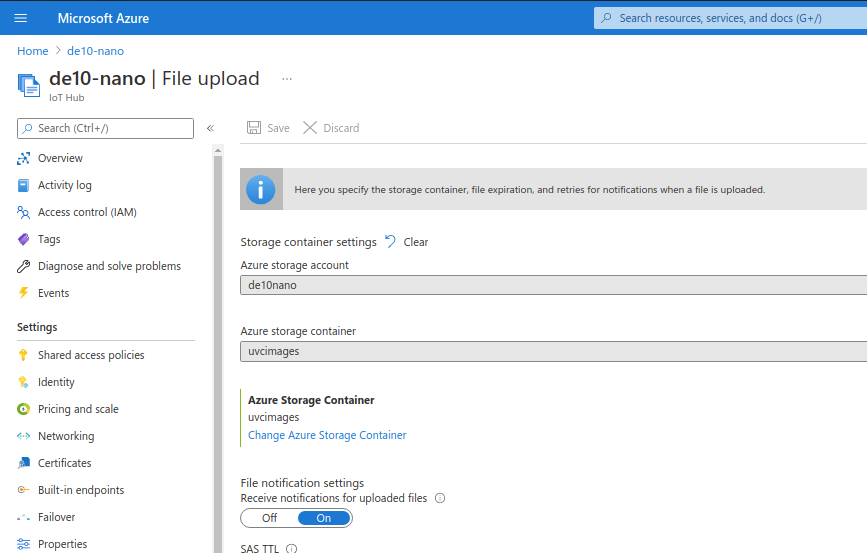 Microsoft Azure
Search resources, services, and docs (G+/)
Home > de10-nano
de10-nano | File upload ...
IoT Hub
Search (Ctrl+/)
«
Save
Discard
Overview
Activity log
Access control (IAM)
Tags
Diagnose and solve problems
Events
Settings
Shared access policies
Identity
Pricing and scale
Networking
Certificates
Built-in endpoints
Failover
Properties
Here you specify the storage container, file expiration, and retries for notifications when a file is uploaded.
Storage container settings
Clear
Azure storage account
de10nano
Azure storage container
uvcimages
Azure Storage Container
uvcimages
Change Azure Storage Container
File notification settings
Receive notifications for uploaded files
Off
On
SAS TTL